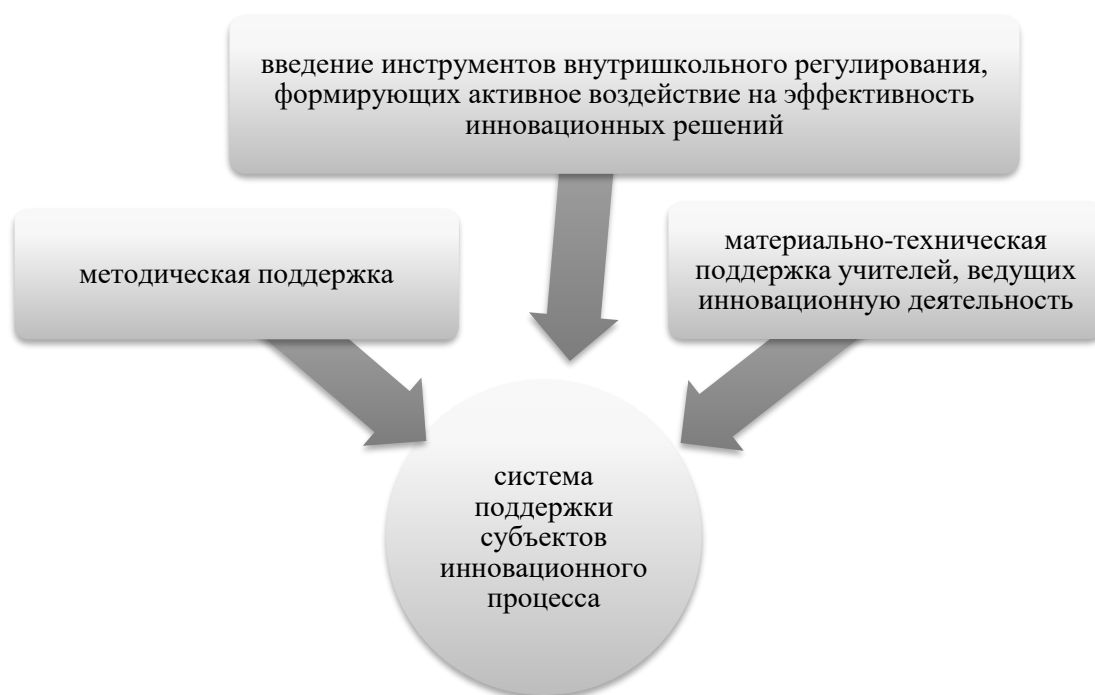 введение инструментов внутришкольного регулирования,
формирующих активное воздействие на эффективность
инновационных решений
методическая поддержка
материально-техническая
поддержка учителей, ведущих
инновационную деятельность
система
поддержки
субъектов
инновационного
процесса